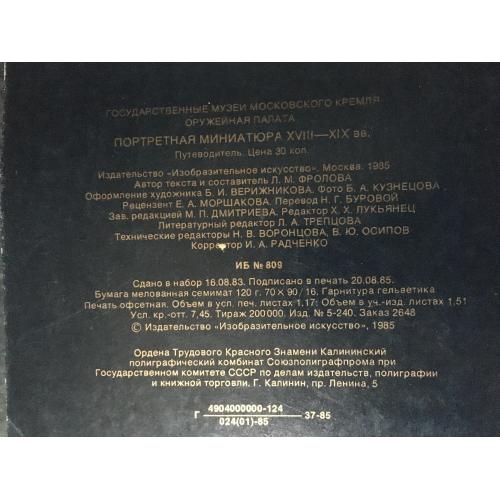 ГОСУДАРСТВЕННЫЕ МУЗЕИ МОСКОВСКОГО КРЕМЛЯ
ОРУЖЕЙНАЯ ПАЛАТА
ПОРТРЕТНАЯ МИНИАТЮРА XVIII—XIX вв.
Путеводитель. Цена 30 коп.
Издательство «Изобразительное искусство». Москва. 1985
Автор текста и составитель Л. М. ФРОЛОВА
Оформление художника Б. И. ВЕРИЖНИКОВА. Фото Б. А. КУЗНЕЦОВА
Рецензент Е. А. МОРШАКОВА. Перевод Н. Г. БУРОВОЙ
Зав. редакцией М. П. ДМИТРИЕВА. Редактор Х. Х. ЛУКЬЯНЕЦ
Литературный редактор Л. А. ТРЕПЦОВА
Технические редакторы Н. В. ВОРОНЦОВА, В. Ю. ОСИПОВ
Корректор И. А. РАДЧЕНКО
ИБ № 809
Сдано в набор 16.08.83. Подписано в печать 20.08.85.
Бумага мелованная семимат 120 г. 70 × 90/16. Гарнитура гельветика
Печать офсетная. Объем в усл. печ. листах 1,17: Объем в уч.-изд. листах 1,51
Усл. кр.-отт. 7,45. Тираж 200000. Изд. № 5-240. Заказ 2648
© Издательство «Изобразительное искусство», 1985
Ордена Трудового Красного Знамени Калининский
полиграфический комбинат Союзполиграфпрома при
Государственном комитете СССР по делам издательств, полиграфии
и книжной торговли. Г. Калинин, пр. Ленина, 5
Г 4904000000-124 37-85
024(01)-85